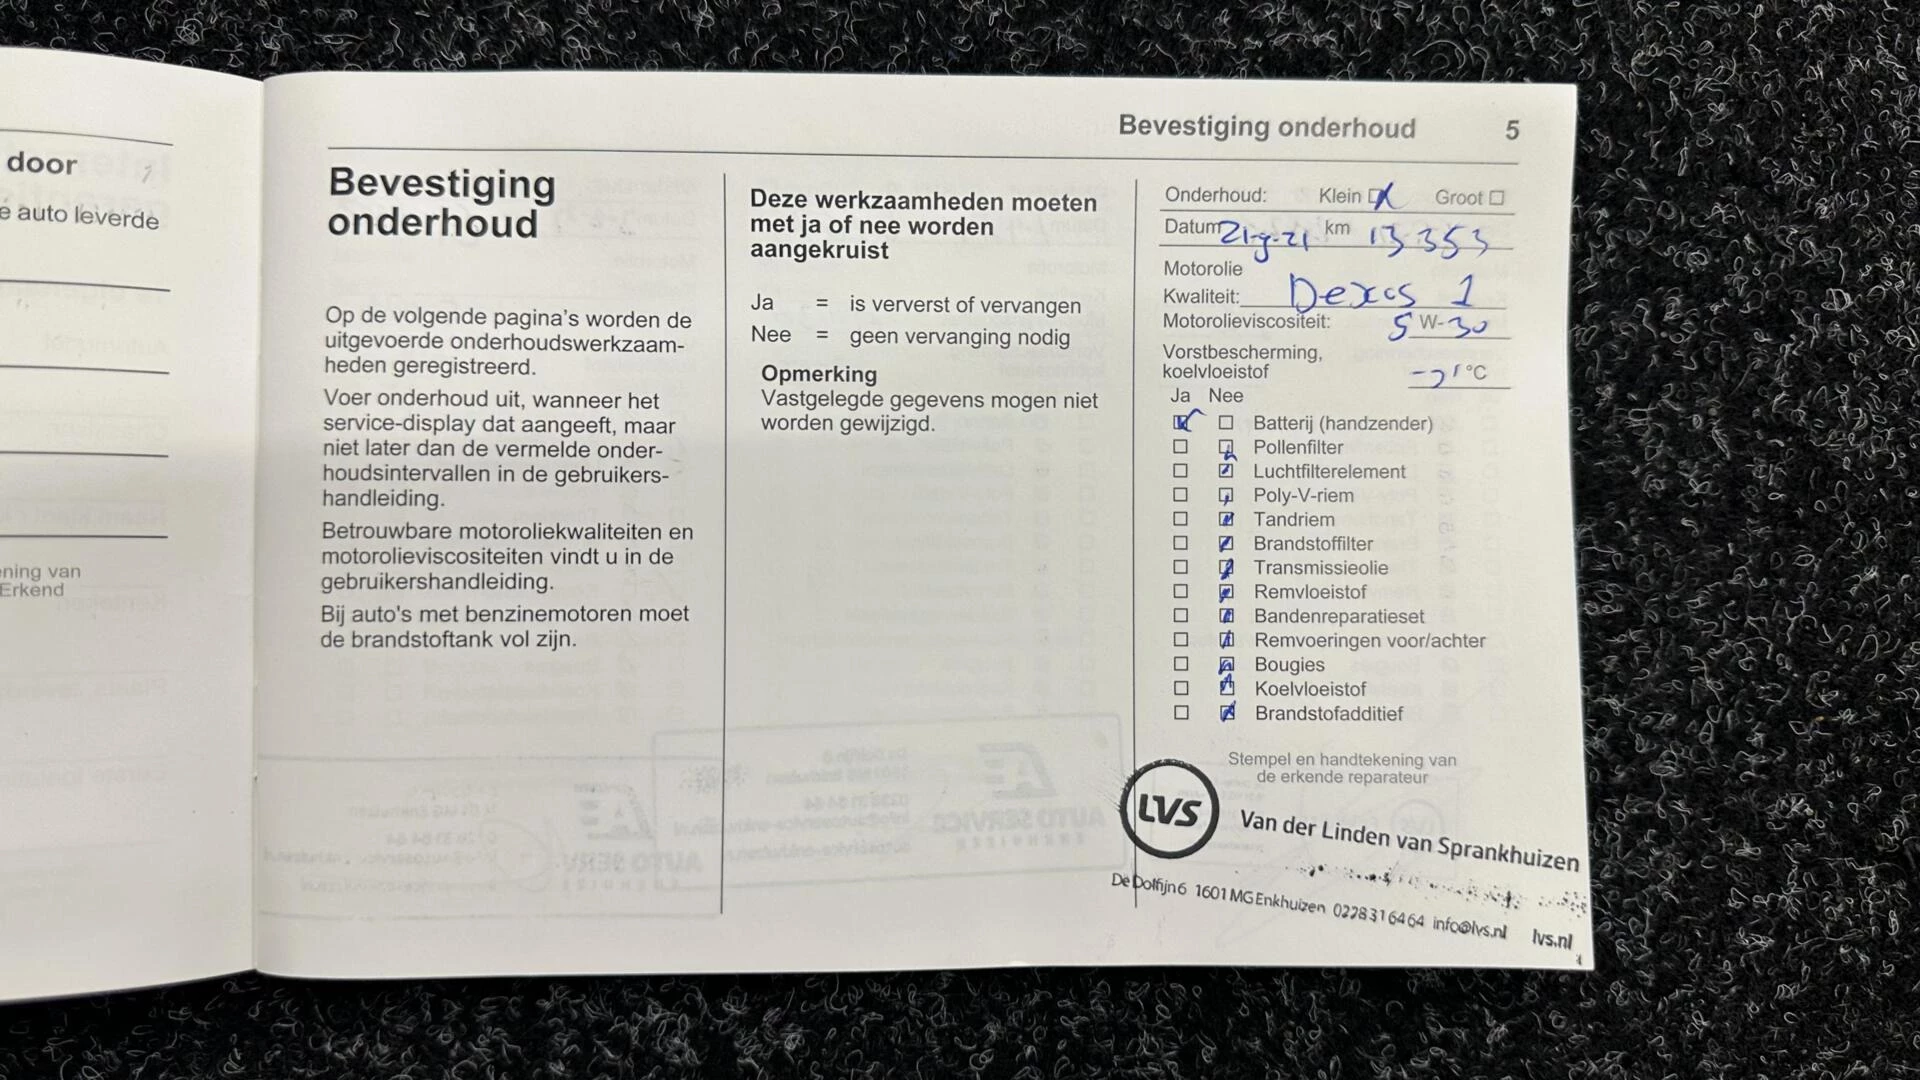 door
e auto leverde
ening van
Erkend
Bevestiging onderhoud 5
Bevestiging
onderhoud
Op de volgende pagina's worden de
uitgevoerde onderhoudswerkzaam-
heden geregistreerd.
Voer onderhoud uit, wanneer het
service-display dat aangeeft, maar
niet later dan de vermelde onder-
houdsintervallen in de gebruikers-
handleiding.
Betrouwbare motoroliekwaliteiten en
motorolieviscositeiten vindt u in de
gebruikershandleiding.
Bij auto's met benzinemotoren moet
de brandstoftank vol zijn.
Deze werkzaamheden moeten
met ja of nee worden
aangekruist
Ja = is ververst of vervangen
Nee = geen vervanging nodig
Opmerking
Vastgelegde gegevens mogen niet
worden gewijzigd.
Onderhoud: Klein Groot
Datum 21-9-21 km 13353
Motorolie
Kwaliteit: Dexos 1
Motorolieviscositeit: 5 W-30
Vorstbescherming,
koelvloeistof °C
Ja Nee
Batterij (handzender)
Pollenfilter
Luchtfilterelement
Poly-V-riem
Tandriem
Brandstoffilter
Transmissieolie
Remvloeistof
Bandenreparatieset
Remvoeringen voor/achter
Bougies
Koelvloeistof
Brandstofadditief
Stempel en handtekening van
de erkende reparateur
LVS
Van der Linden van Sprankhuizen
De Dolfijn 6 1601 MG Enkhuizen 0228316464 info@lvs.nl lvs.nl